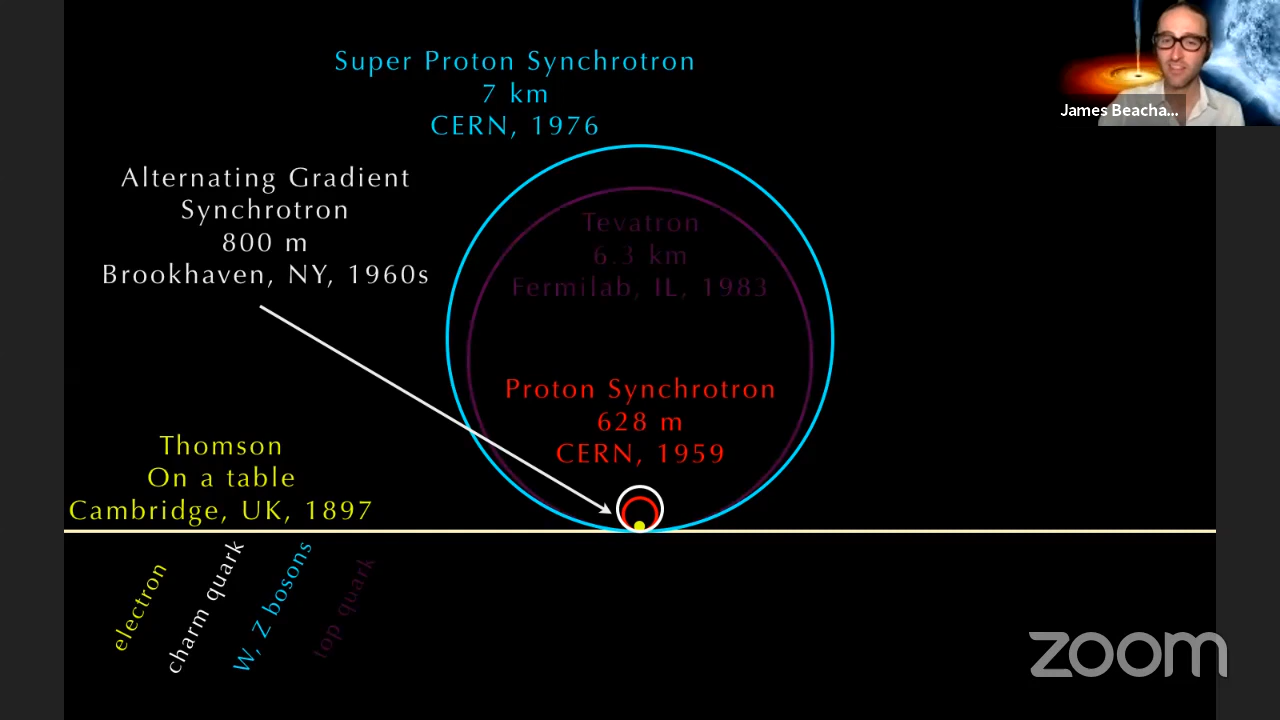 Super Proton Synchrotron
7 km
CERN, 1976
James Beacha...
Alternating Gradient
Synchrotron
800 m
Brookhaven, NY, 1960s
Tevatron
6.3 km
Fermilab, IL, 1983
Proton Synchrotron
628 m
CERN, 1959
Thomson
On a table
Cambridge, UK, 1897
electron
charm quark
W, Z bosons
top quark
zoom